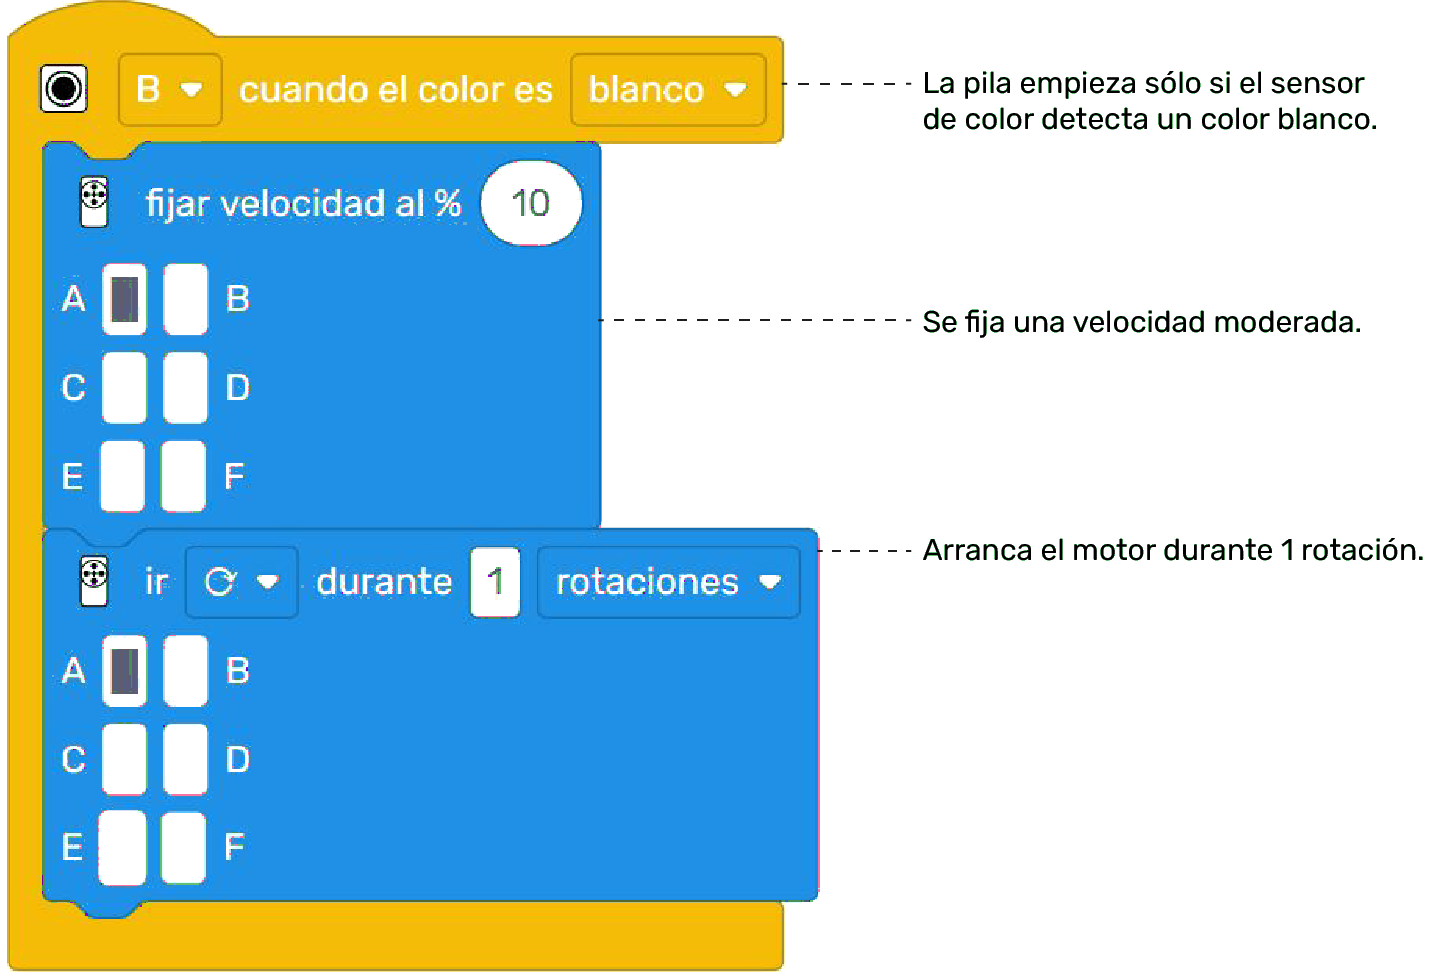 B cuando el color es blanco
La pila empieza sólo si el sensor
de color detecta un color blanco.
fijar velocidad al % 10
A B
Se fija una velocidad moderada.
C D
E F
Arranca el motor durante 1 rotación.
ir durante 1 rotaciones
A B
C D
E F